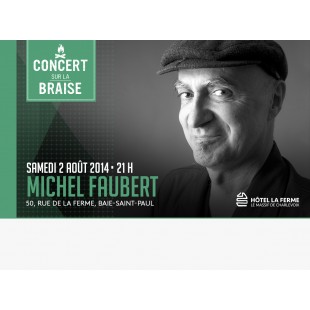 CONCERT
SUR LA
BRAISE
SAMEDI 2 AOÛT 2014 • 21 H
MICHEL FAUBERT
50, RUE DE LA FERME, BAIE-SAINT-PAUL
HÔTEL LA FERME
LE MASSIF DE CHARLEVOIX